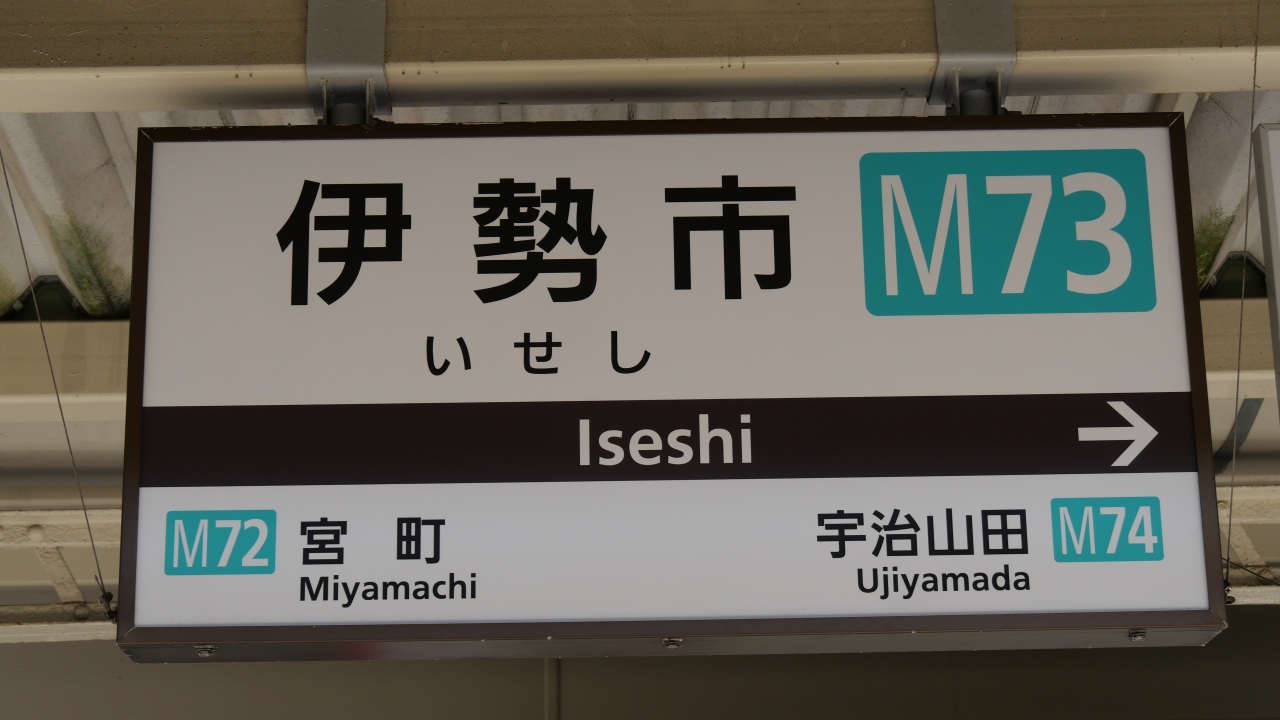 伊勢市 M73
いせし
Iseshi →
M72 宮町 宇治山田 M74
Miyamachi Ujiyamada